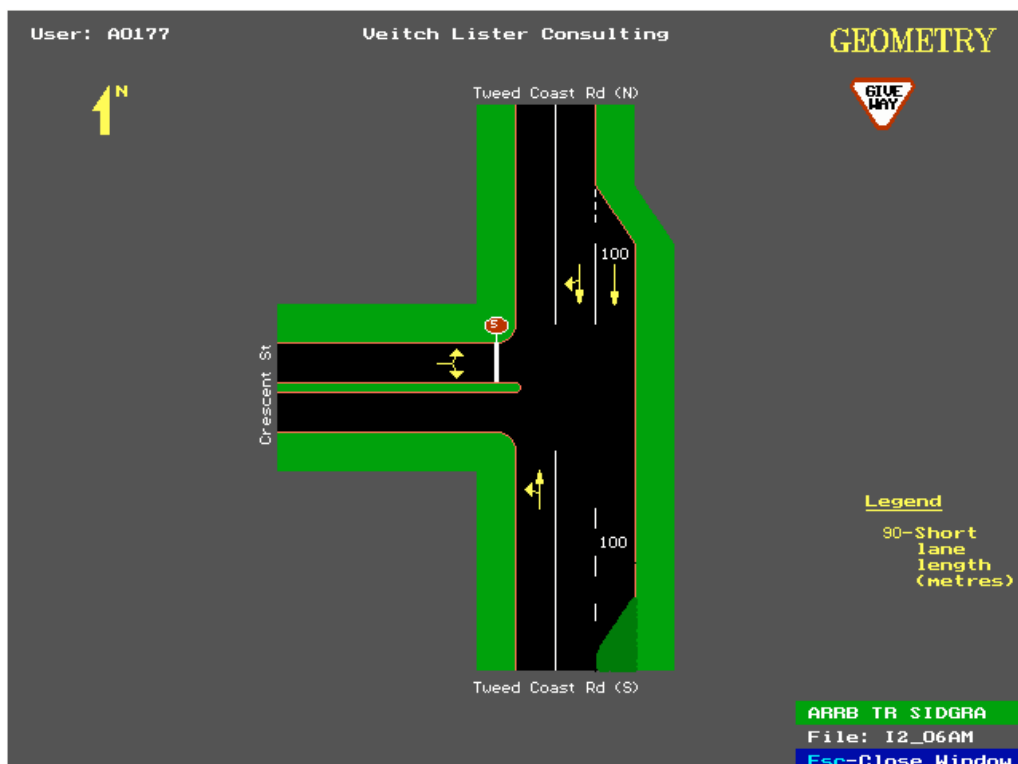 User: A0177
Veitch Lister Consulting
GEOMETRY
N
GIVE
WAY
Tweed Coast Rd (N)
100
S
Crescent St
Legend
90-Short
lane
length
(metres)
100
Tweed Coast Rd (S)
ARRB TR SIDGRA
File: I2_06AM
Esc-Close Window